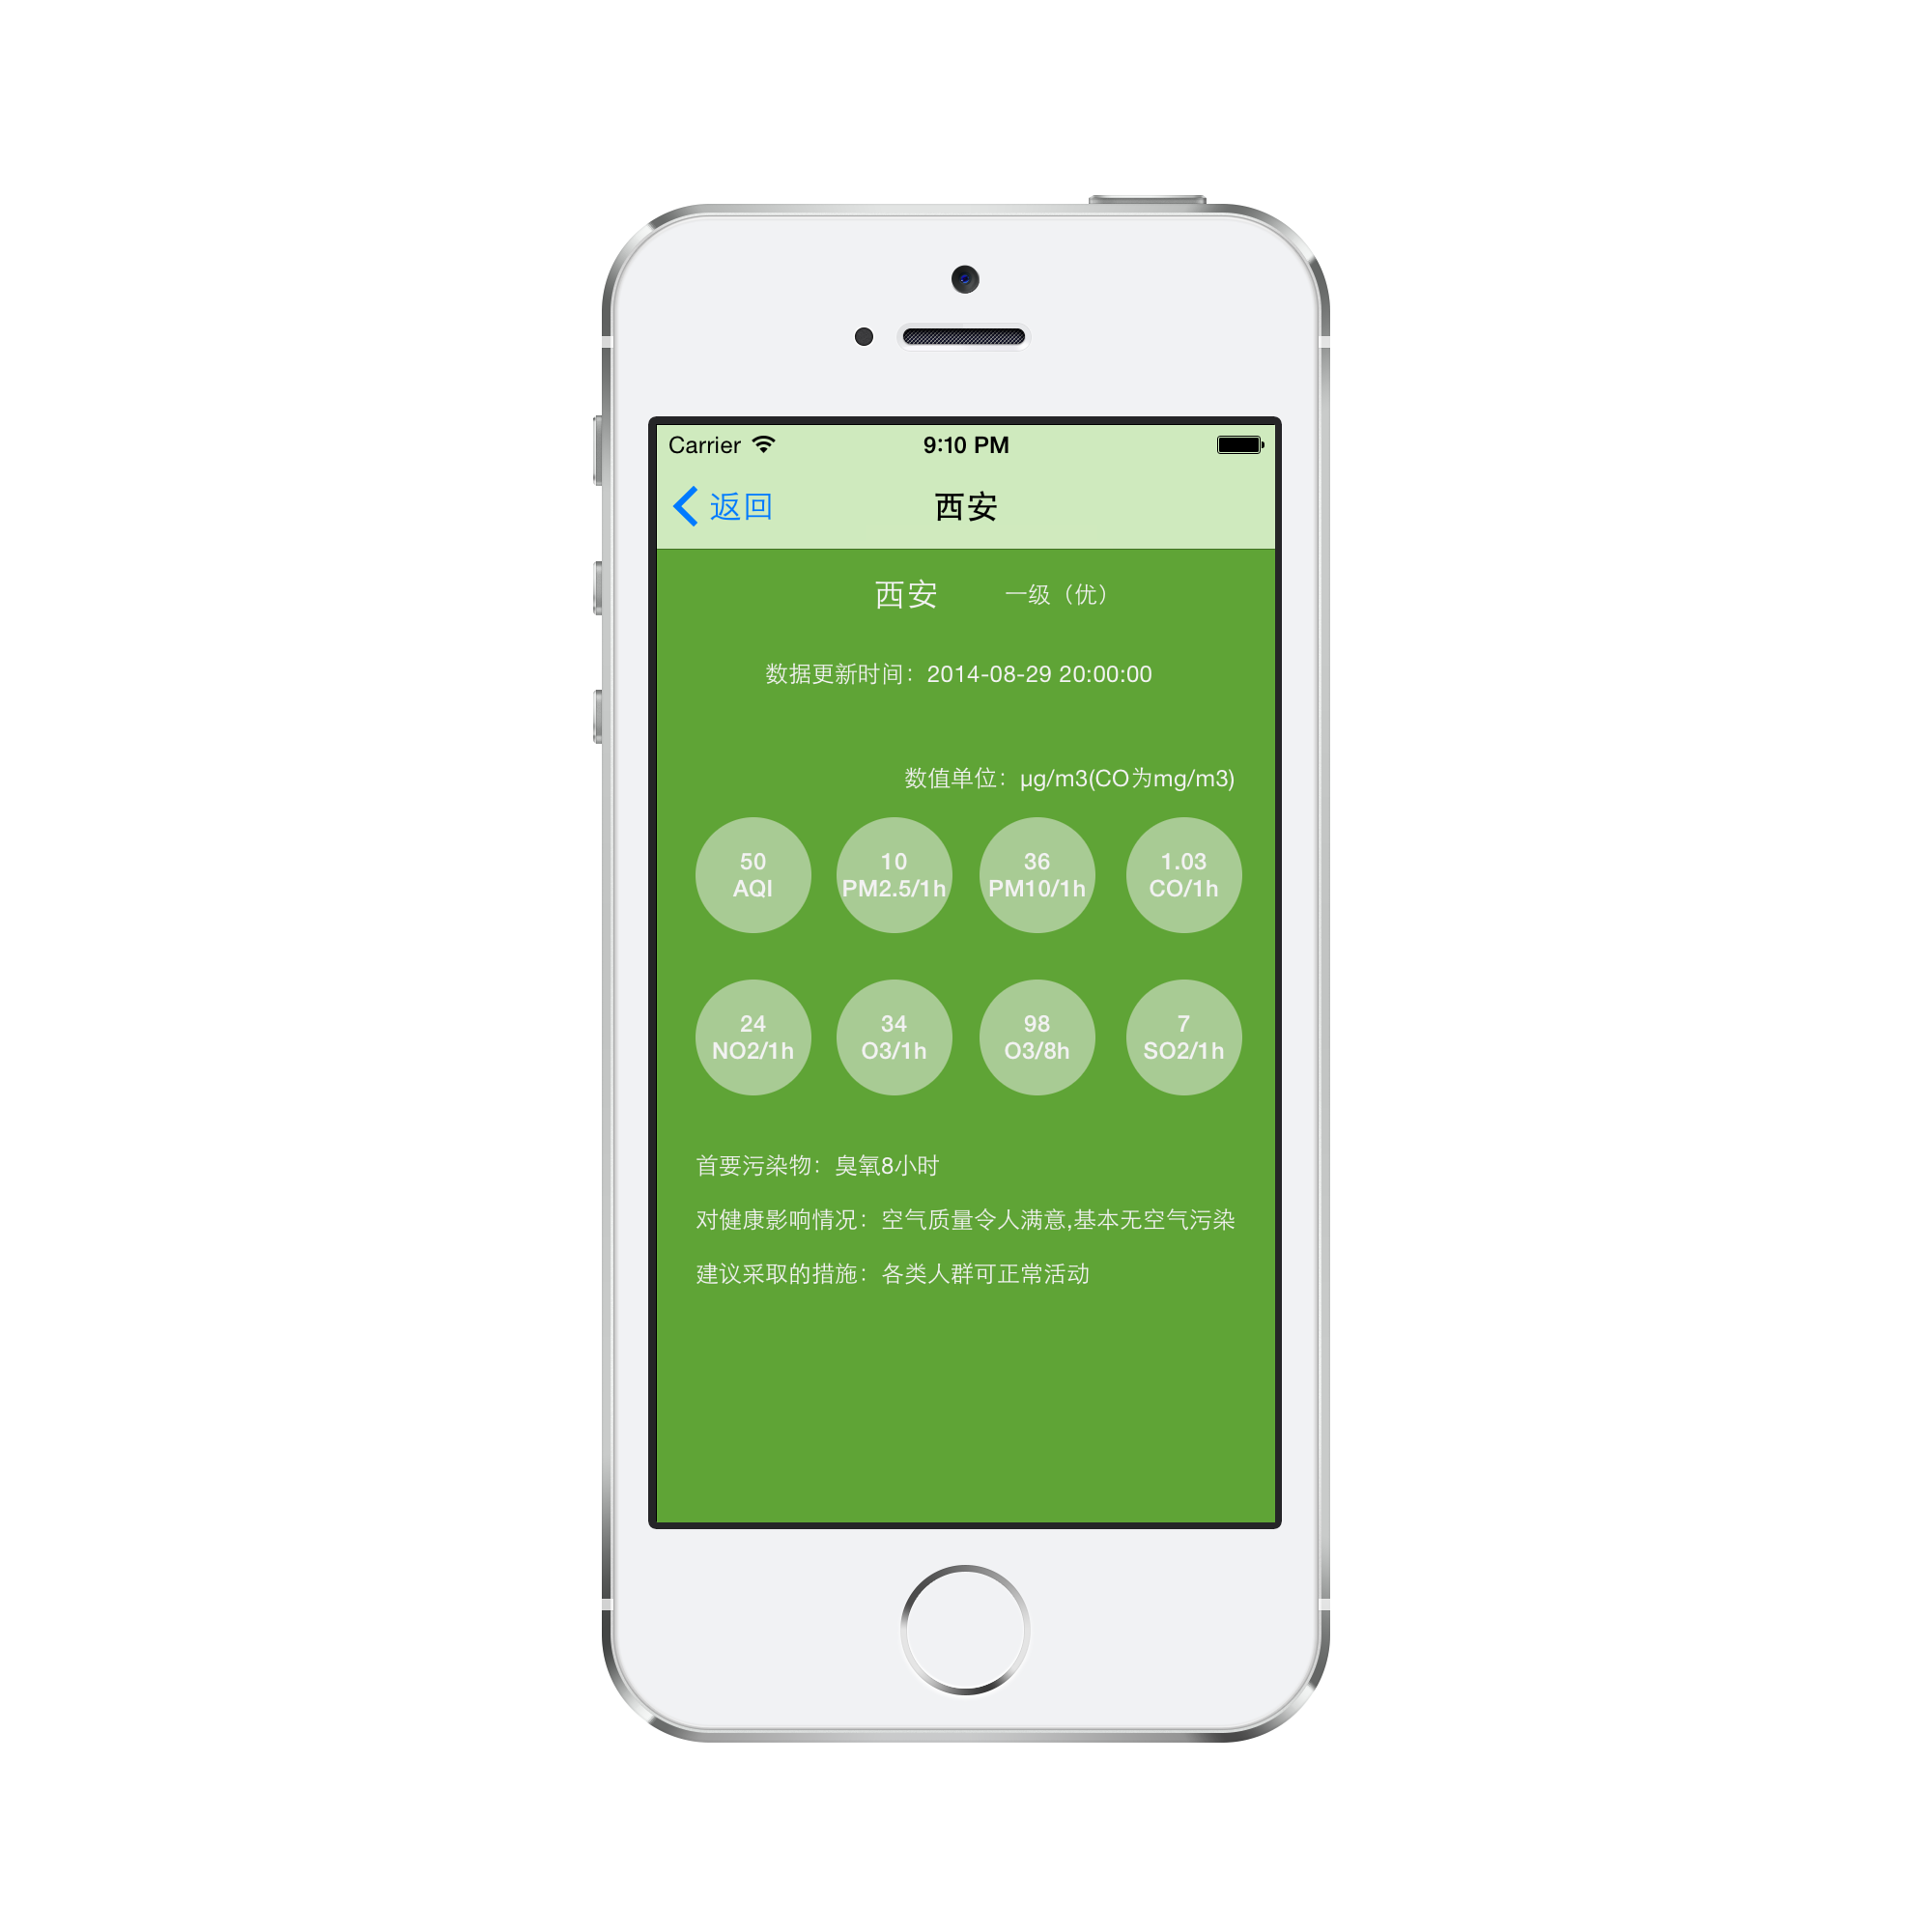 Carrier 9:10 PM
返回 西安
西安 一级（优）
数据更新时间：2014-08-29 20:00:00
数值单位：μg/m3(CO为mg/m3)
50 10 36 1.03
AQI PM2.5/1h PM10/1h CO/1h
24 34 98 7
NO2/1h O3/1h O3/8h SO2/1h
首要污染物：臭氧8小时
对健康影响情况：空气质量令人满意,基本无空气污染
建议采取的措施：各类人群可正常活动